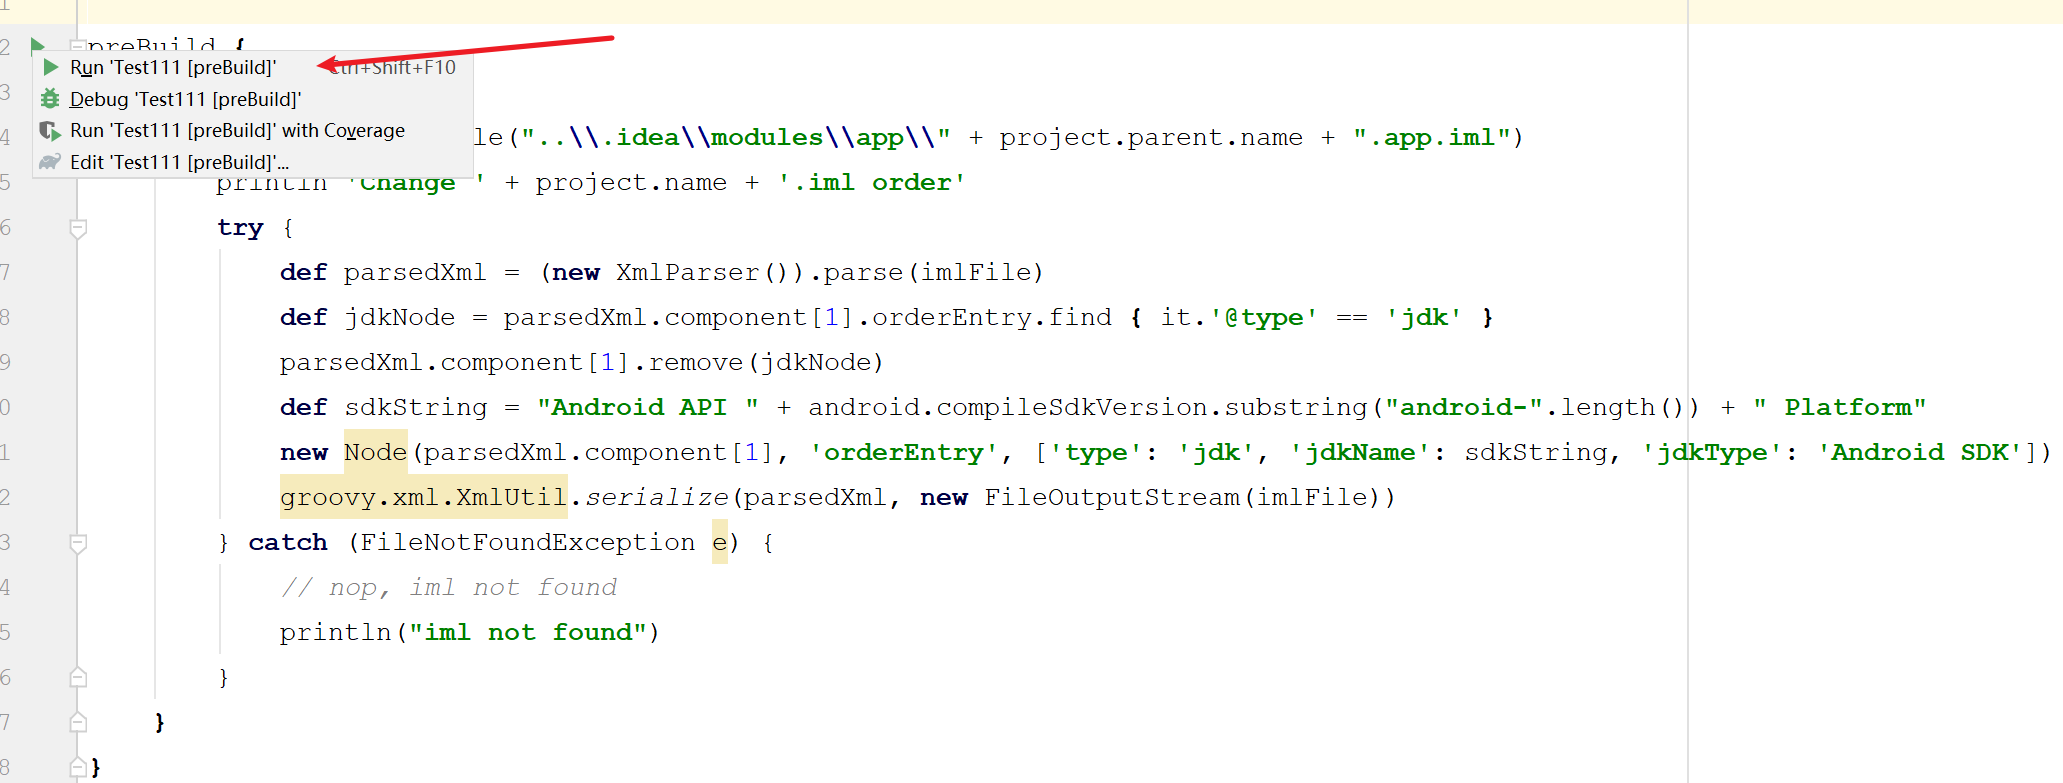 1
2 preBuild {
Run 'Test111 [preBuild]' Ctrl+Shift+F10
3
Debug 'Test111 [preBuild]'
4 le("..\\.idea\\modules\\app\\" + project.parent.name + ".app.iml")
Run 'Test111 [preBuild]' with Coverage
Edit 'Test111 [preBuild]'...
5 println 'Change ' + project.name + '.iml order'
6 try {
7 def parsedXml = (new XmlParser()).parse(imlFile)
8 def jdkNode = parsedXml.component[1].orderEntry.find { it.'@type' == 'jdk' }
9 parsedXml.component[1].remove(jdkNode)
0 def sdkString = "Android API " + android.compileSdkVersion.substring("android-".length()) + " Platform"
1 new Node(parsedXml.component[1], 'orderEntry', ['type': 'jdk', 'jdkName': sdkString, 'jdkType': 'Android SDK'])
2 groovy.xml.XmlUtil.serialize(parsedXml, new FileOutputStream(imlFile))
3 } catch (FileNotFoundException e) {
4 // nop, iml not found
5 println("iml not found")
6 }
7 }
8 }